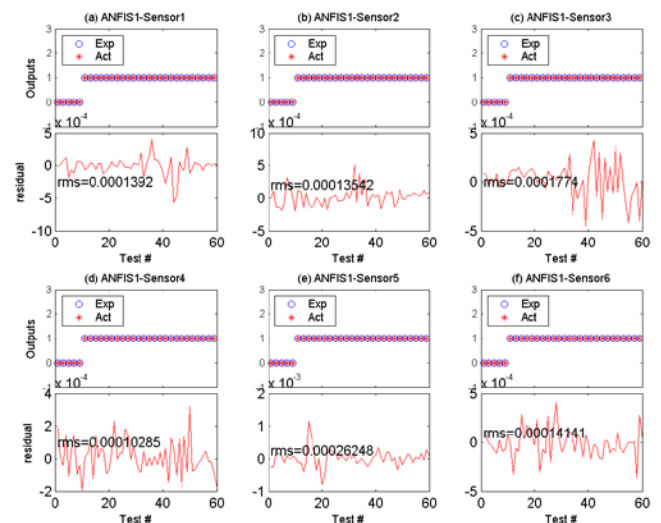 (a) ANFIS1-Sensor1
(b) ANFIS1-Sensor2
(c) ANFIS1-Sensor3
3
2
1
0
Outputs
Exp
Act
3
2
1
0
Exp
Act
3
2
1
0
Exp
Act
x 10^-4
x 10^-4
x 10^-4
5
0
-5
-10
residual
rms=0.0001392
0 20 40 60
Test #
10
5
0
-5
rms=0.00013542
0 20 40 60
Test #
5
0
-5
rms=0.0001774
0 20 40 60
Test #
(d) ANFIS1-Sensor4
(e) ANFIS1-Sensor5
(f) ANFIS1-Sensor6
3
2
1
0
Outputs
Exp
Act
3
2
1
0
Exp
Act
3
2
1
0
Exp
Act
x 10^-4
x 10^-3
x 10^-4
4
2
0
-2
residual
rms=0.00010285
0 20 40 60
Test #
2
1
0
-1
rms=0.00026248
0 20 40 60
Test #
5
0
-5
rms=0.00014141
0 20 40 60
Test #